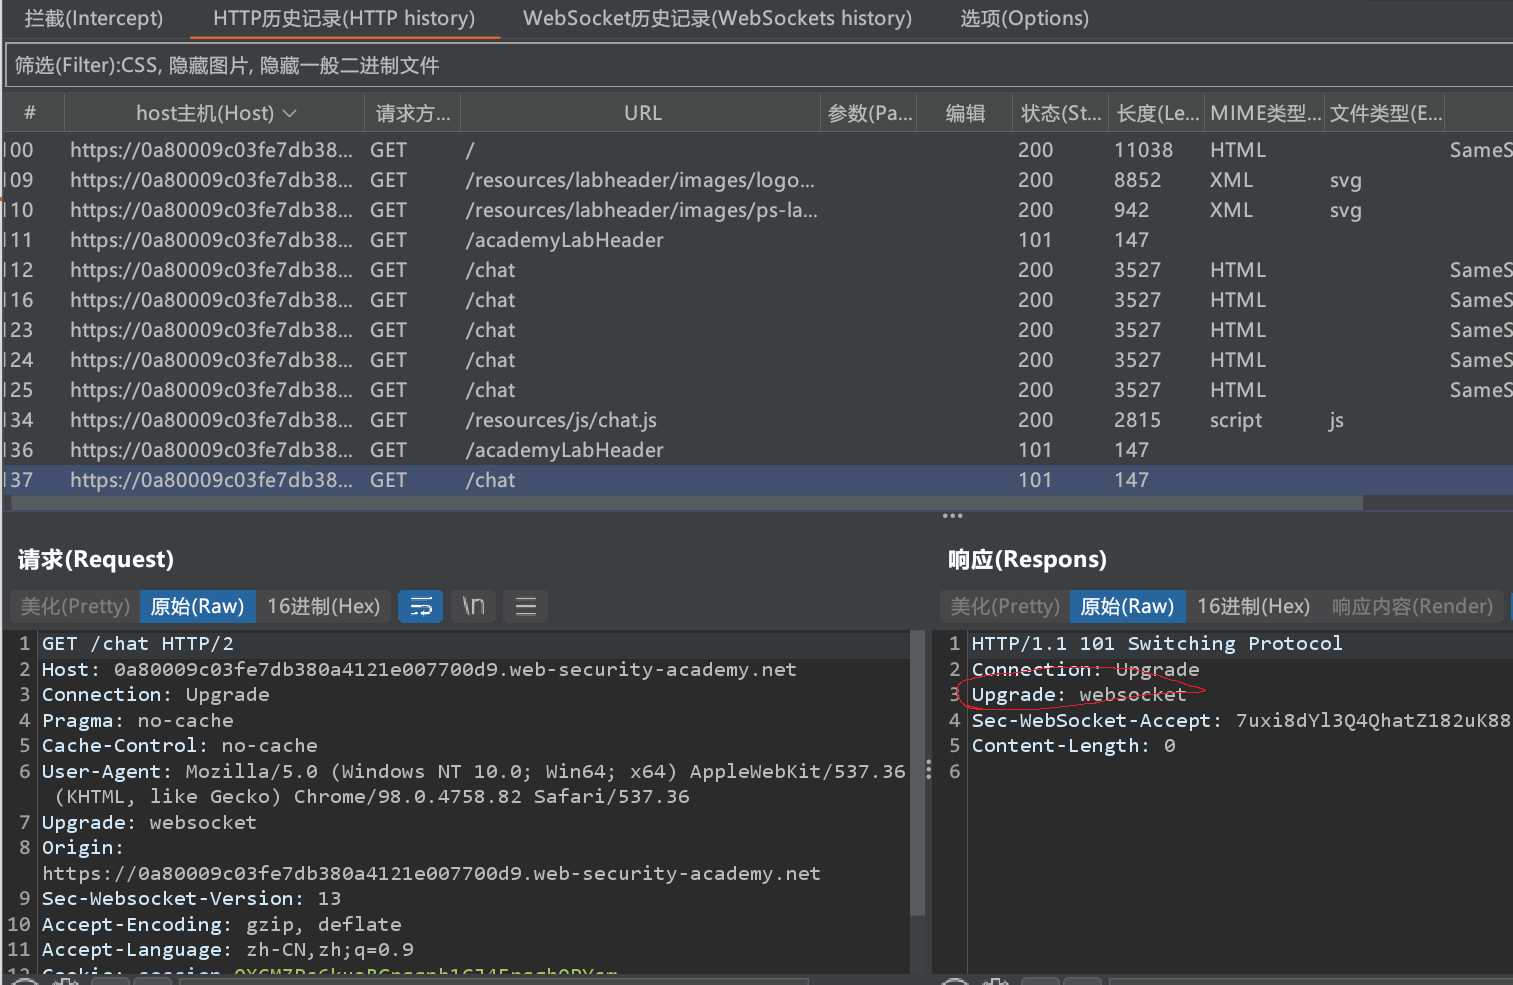 拦截(Intercept) HTTP历史记录(HTTP history) WebSocket历史记录(WebSockets history) 选项(Options)
筛选(Filter):CSS, 隐藏图片, 隐藏一般二进制文件
# host主机(Host) 请求方... URL 参数(Pa... 编辑 状态(St... 长度(Le... MIME类型... 文件类型(E...
100 https://0a80009c03fe7db38... GET / 200 11038 HTML SameS
109 https://0a80009c03fe7db38... GET /resources/labheader/images/logo... 200 8852 XML svg
110 https://0a80009c03fe7db38... GET /resources/labheader/images/ps-la... 200 942 XML svg
111 https://0a80009c03fe7db38... GET /academyLabHeader 101 147
112 https://0a80009c03fe7db38... GET /chat 200 3527 HTML SameS
116 https://0a80009c03fe7db38... GET /chat 200 3527 HTML SameS
123 https://0a80009c03fe7db38... GET /chat 200 3527 HTML SameS
124 https://0a80009c03fe7db38... GET /chat 200 3527 HTML SameS
125 https://0a80009c03fe7db38... GET /chat 200 3527 HTML SameS
134 https://0a80009c03fe7db38... GET /resources/js/chat.js 200 2815 script js
136 https://0a80009c03fe7db38... GET /academyLabHeader 101 147
137 https://0a80009c03fe7db38... GET /chat 101 147
请求(Request)
美化(Pretty) 原始(Raw) 16进制(Hex) \n
1 GET /chat HTTP/2
2 Host: 0a80009c03fe7db380a4121e007700d9.web-security-academy.net
3 Connection: Upgrade
4 Pragma: no-cache
5 Cache-Control: no-cache
6 User-Agent: Mozilla/5.0 (Windows NT 10.0; Win64; x64) AppleWebKit/537.36
(KHTML, like Gecko) Chrome/98.0.4758.82 Safari/537.36
7 Upgrade: websocket
8 Origin:
https://0a80009c03fe7db380a4121e007700d9.web-security-academy.net
9 Sec-Websocket-Version: 13
10 Accept-Encoding: gzip, deflate
11 Accept-Language: zh-CN,zh;q=0.9
响应(Respons)
美化(Pretty) 原始(Raw) 16进制(Hex) 响应内容(Render)
1 HTTP/1.1 101 Switching Protocol
2 Connection: Upgrade
3 Upgrade: websocket
4 Sec-WebSocket-Accept: 7uxi8dYl3Q4QhatZ182uK88
5 Content-Length: 0
6